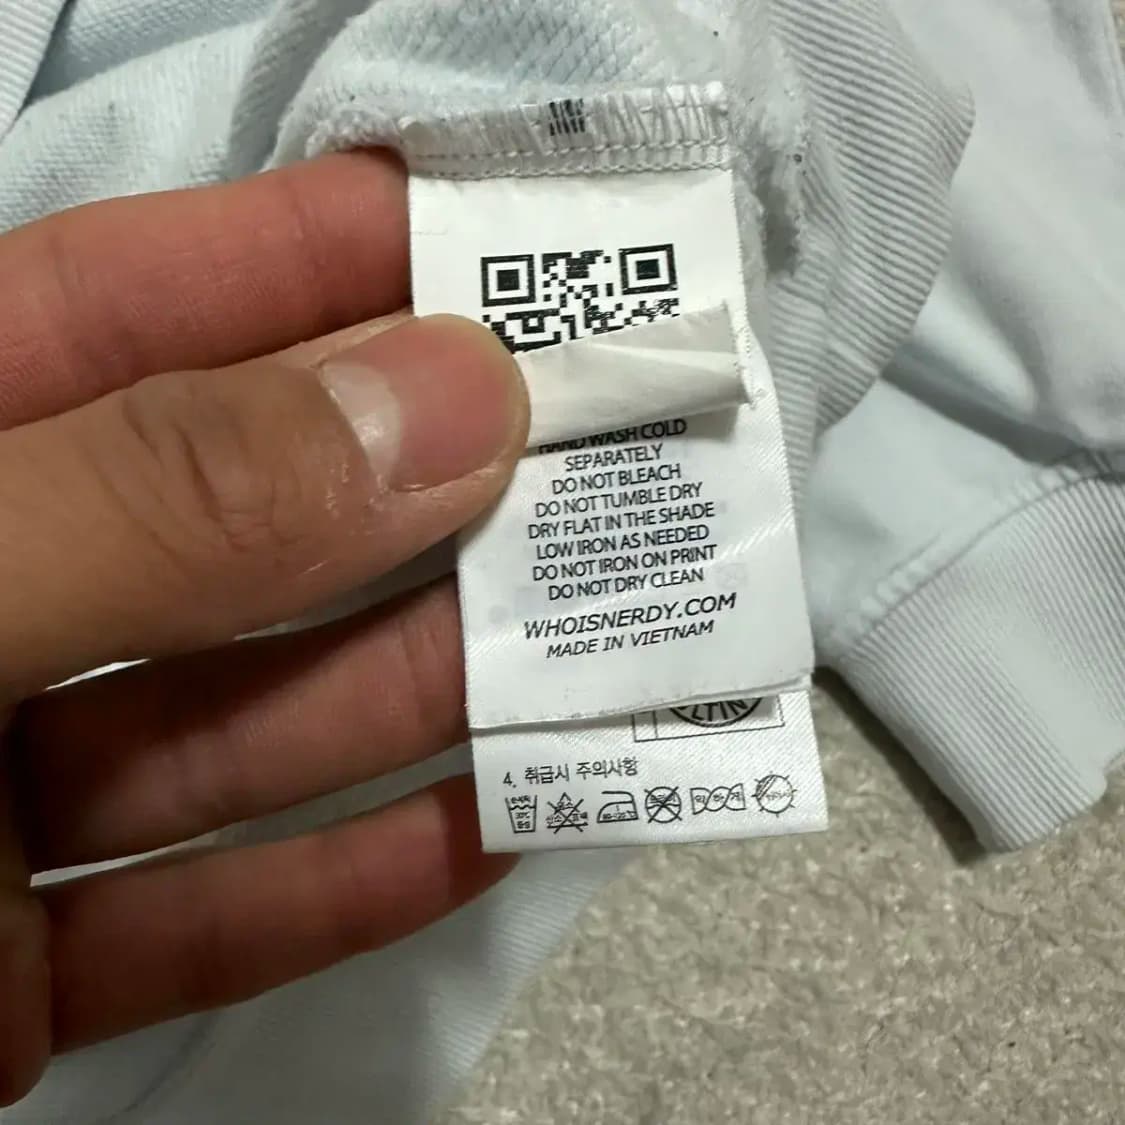 HAND WASH COLD
SEPARATELY
DO NOT BLEACH
DO NOT TUMBLE DRY
DRY FLAT IN THE SHADE
LOW IRON AS NEEDED
DO NOT IRON ON PRINT
DO NOT DRY CLEAN
WHOISNERDY.COM
MADE IN VIETNAM
4. 취급시 주의사항